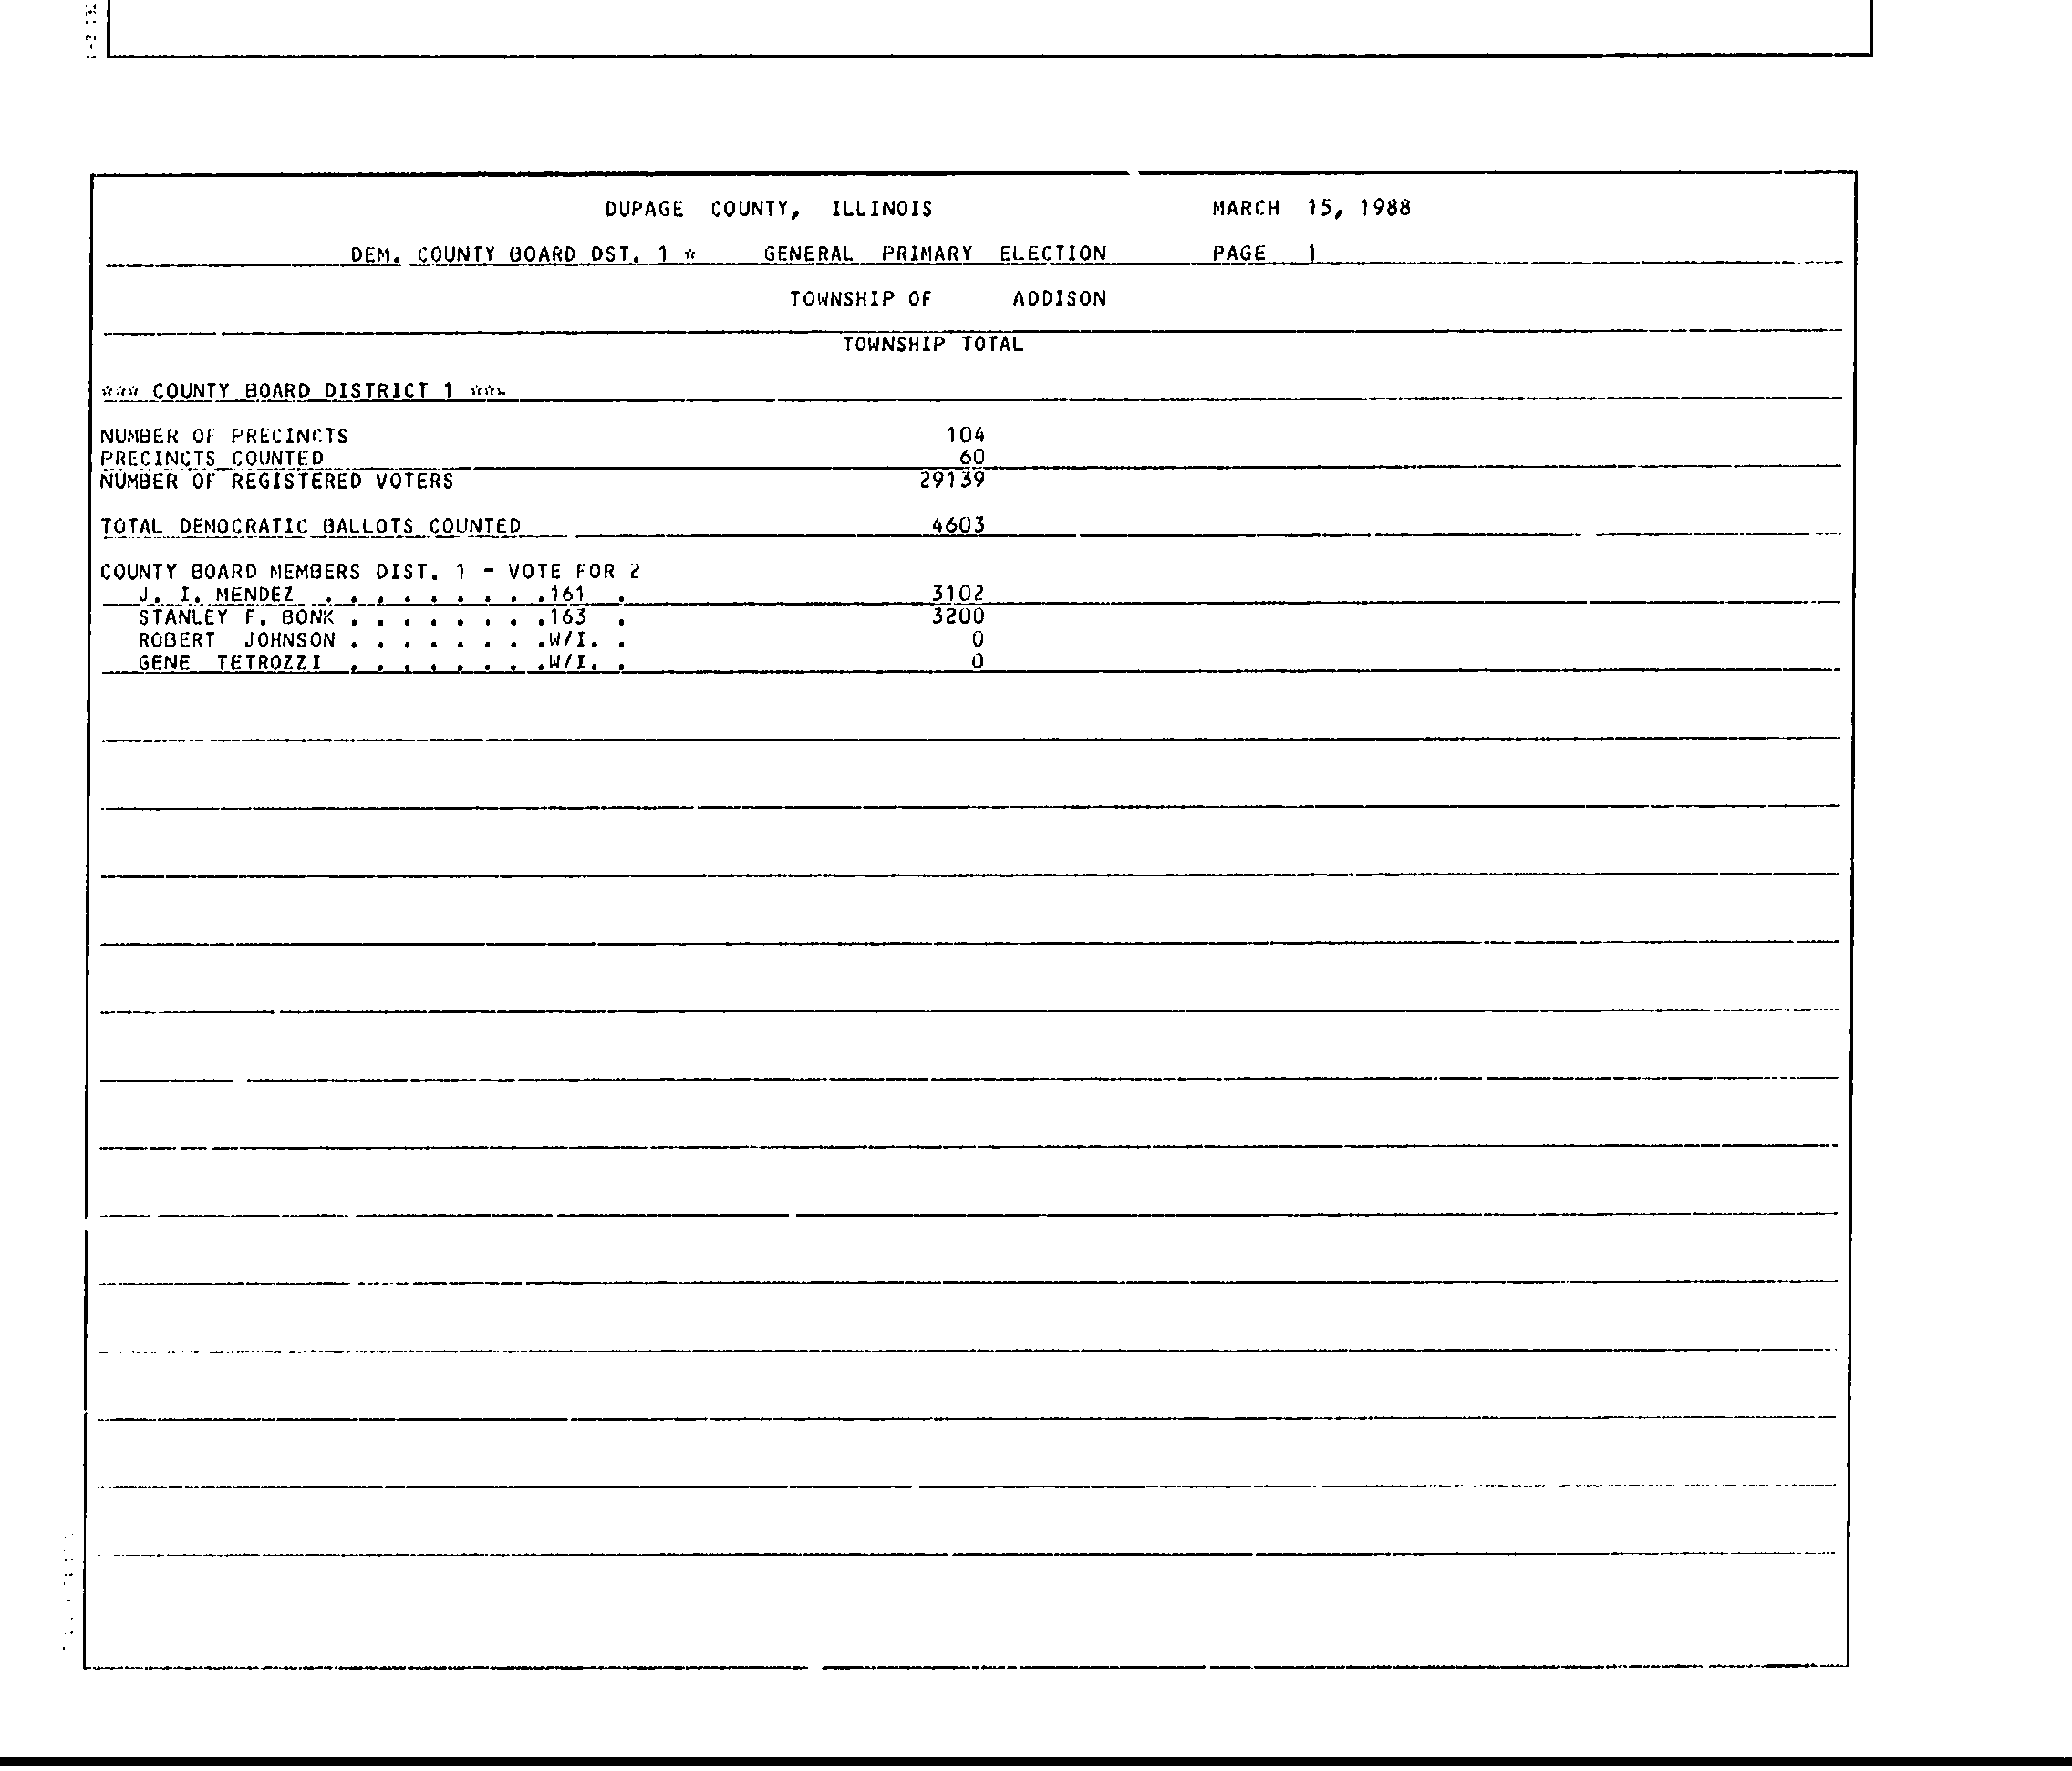 DUPAGE COUNTY, ILLINOIS MARCH 15, 1988
DEM. COUNTY BOARD DST. 1 * GENERAL PRIMARY ELECTION PAGE 1
TOWNSHIP OF ADDISON
TOWNSHIP TOTAL
*** COUNTY BOARD DISTRICT 1 ***
NUMBER OF PRECINCTS 104
PRECINCTS COUNTED 60
NUMBER OF REGISTERED VOTERS 29139
TOTAL DEMOCRATIC BALLOTS COUNTED 4603
COUNTY BOARD MEMBERS DIST. 1 - VOTE FOR 2
J. I. MENDEZ . . . . . . . . .161 . 3102
STANLEY F. BONK . . . . . . . .163 . 3200
ROBERT JOHNSON . . . . . . . .W/I. . 0
GENE TETROZZI . . . . . . . .W/I. . 0